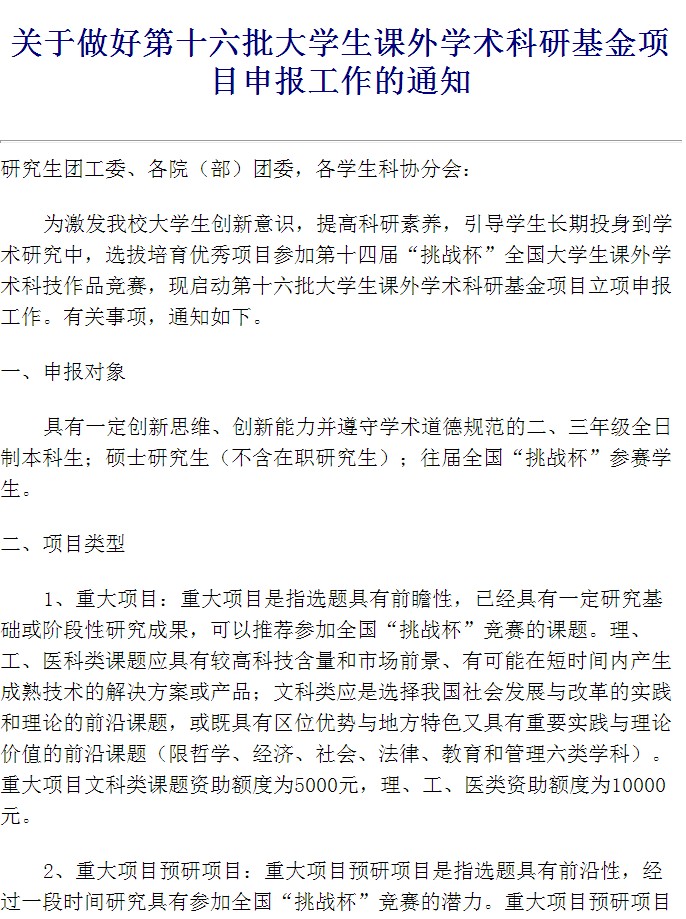 关于做好第十六批大学生课外学术科研基金项
目申报工作的通知
研究生团工委、各院（部）团委，各学生科协分会：
为激发我校大学生创新意识，提高科研素养，引导学生长期投身到学
术研究中，选拔培育优秀项目参加第十四届“挑战杯”全国大学生课外学
术科技作品竞赛，现启动第十六批大学生课外学术科研基金项目立项申报
工作。有关事项，通知如下。
一、申报对象
具有一定创新思维、创新能力并遵守学术道德规范的二、三年级全日
制本科生；硕士研究生（不含在职研究生）；往届全国“挑战杯”参赛学
生。
二、项目类型
1、重大项目：重大项目是指选题具有前瞻性，已经具有一定研究基
础或阶段性研究成果，可以推荐参加全国“挑战杯”竞赛的课题。理、
工、医科类课题应具有较高科技含量和市场前景、有可能在短时间内产生
成熟技术的解决方案或产品；文科类应是选择我国社会发展与改革的实践
和理论的前沿课题，或既具有区位优势与地方特色又具有重要实践与理论
价值的前沿课题（限哲学、经济、社会、法律、教育和管理六类学科）。
重大项目文科类课题资助额度为5000元，理、工、医类资助额度为10000
元。
2、重大项目预研项目：重大项目预研项目是指选题具有前沿性，经
过一段时间研究具有参加全国“挑战杯”竞赛的潜力。重大项目预研项目